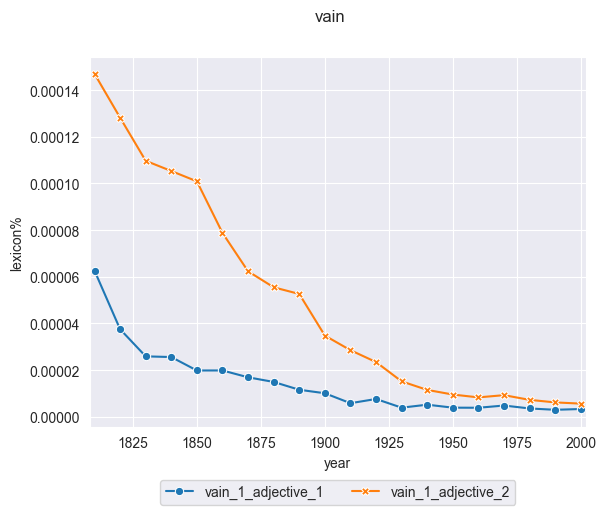 vain
0.00014
0.00012
0.00010
0.00008
0.00006
0.00004
0.00002
0.00000
lexicon%
1825 1850 1875 1900 1925 1950 1975 2000
year
vain_1_adjective_1 vain_1_adjective_2